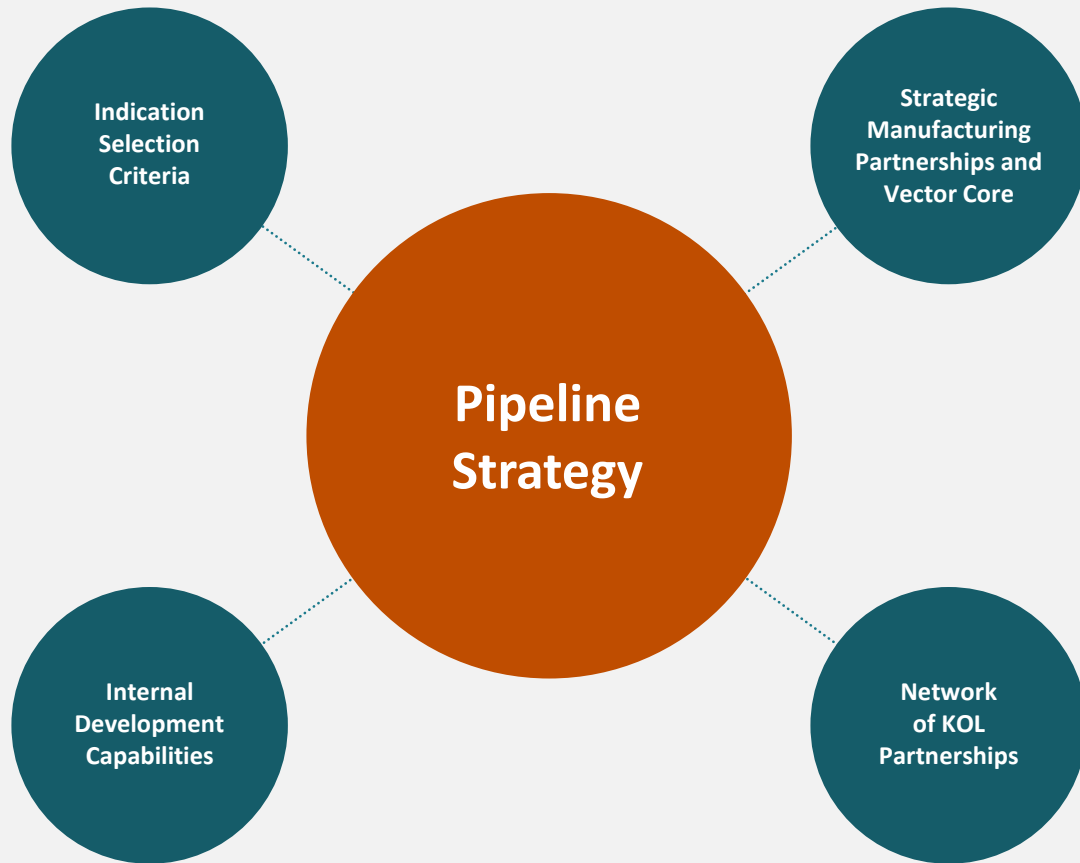 Indication
Selection
Criteria
Strategic
Manufacturing
Partnerships and
Vector Core
Pipeline
Strategy
Internal
Development
Capabilities
Network
of KOL
Partnerships